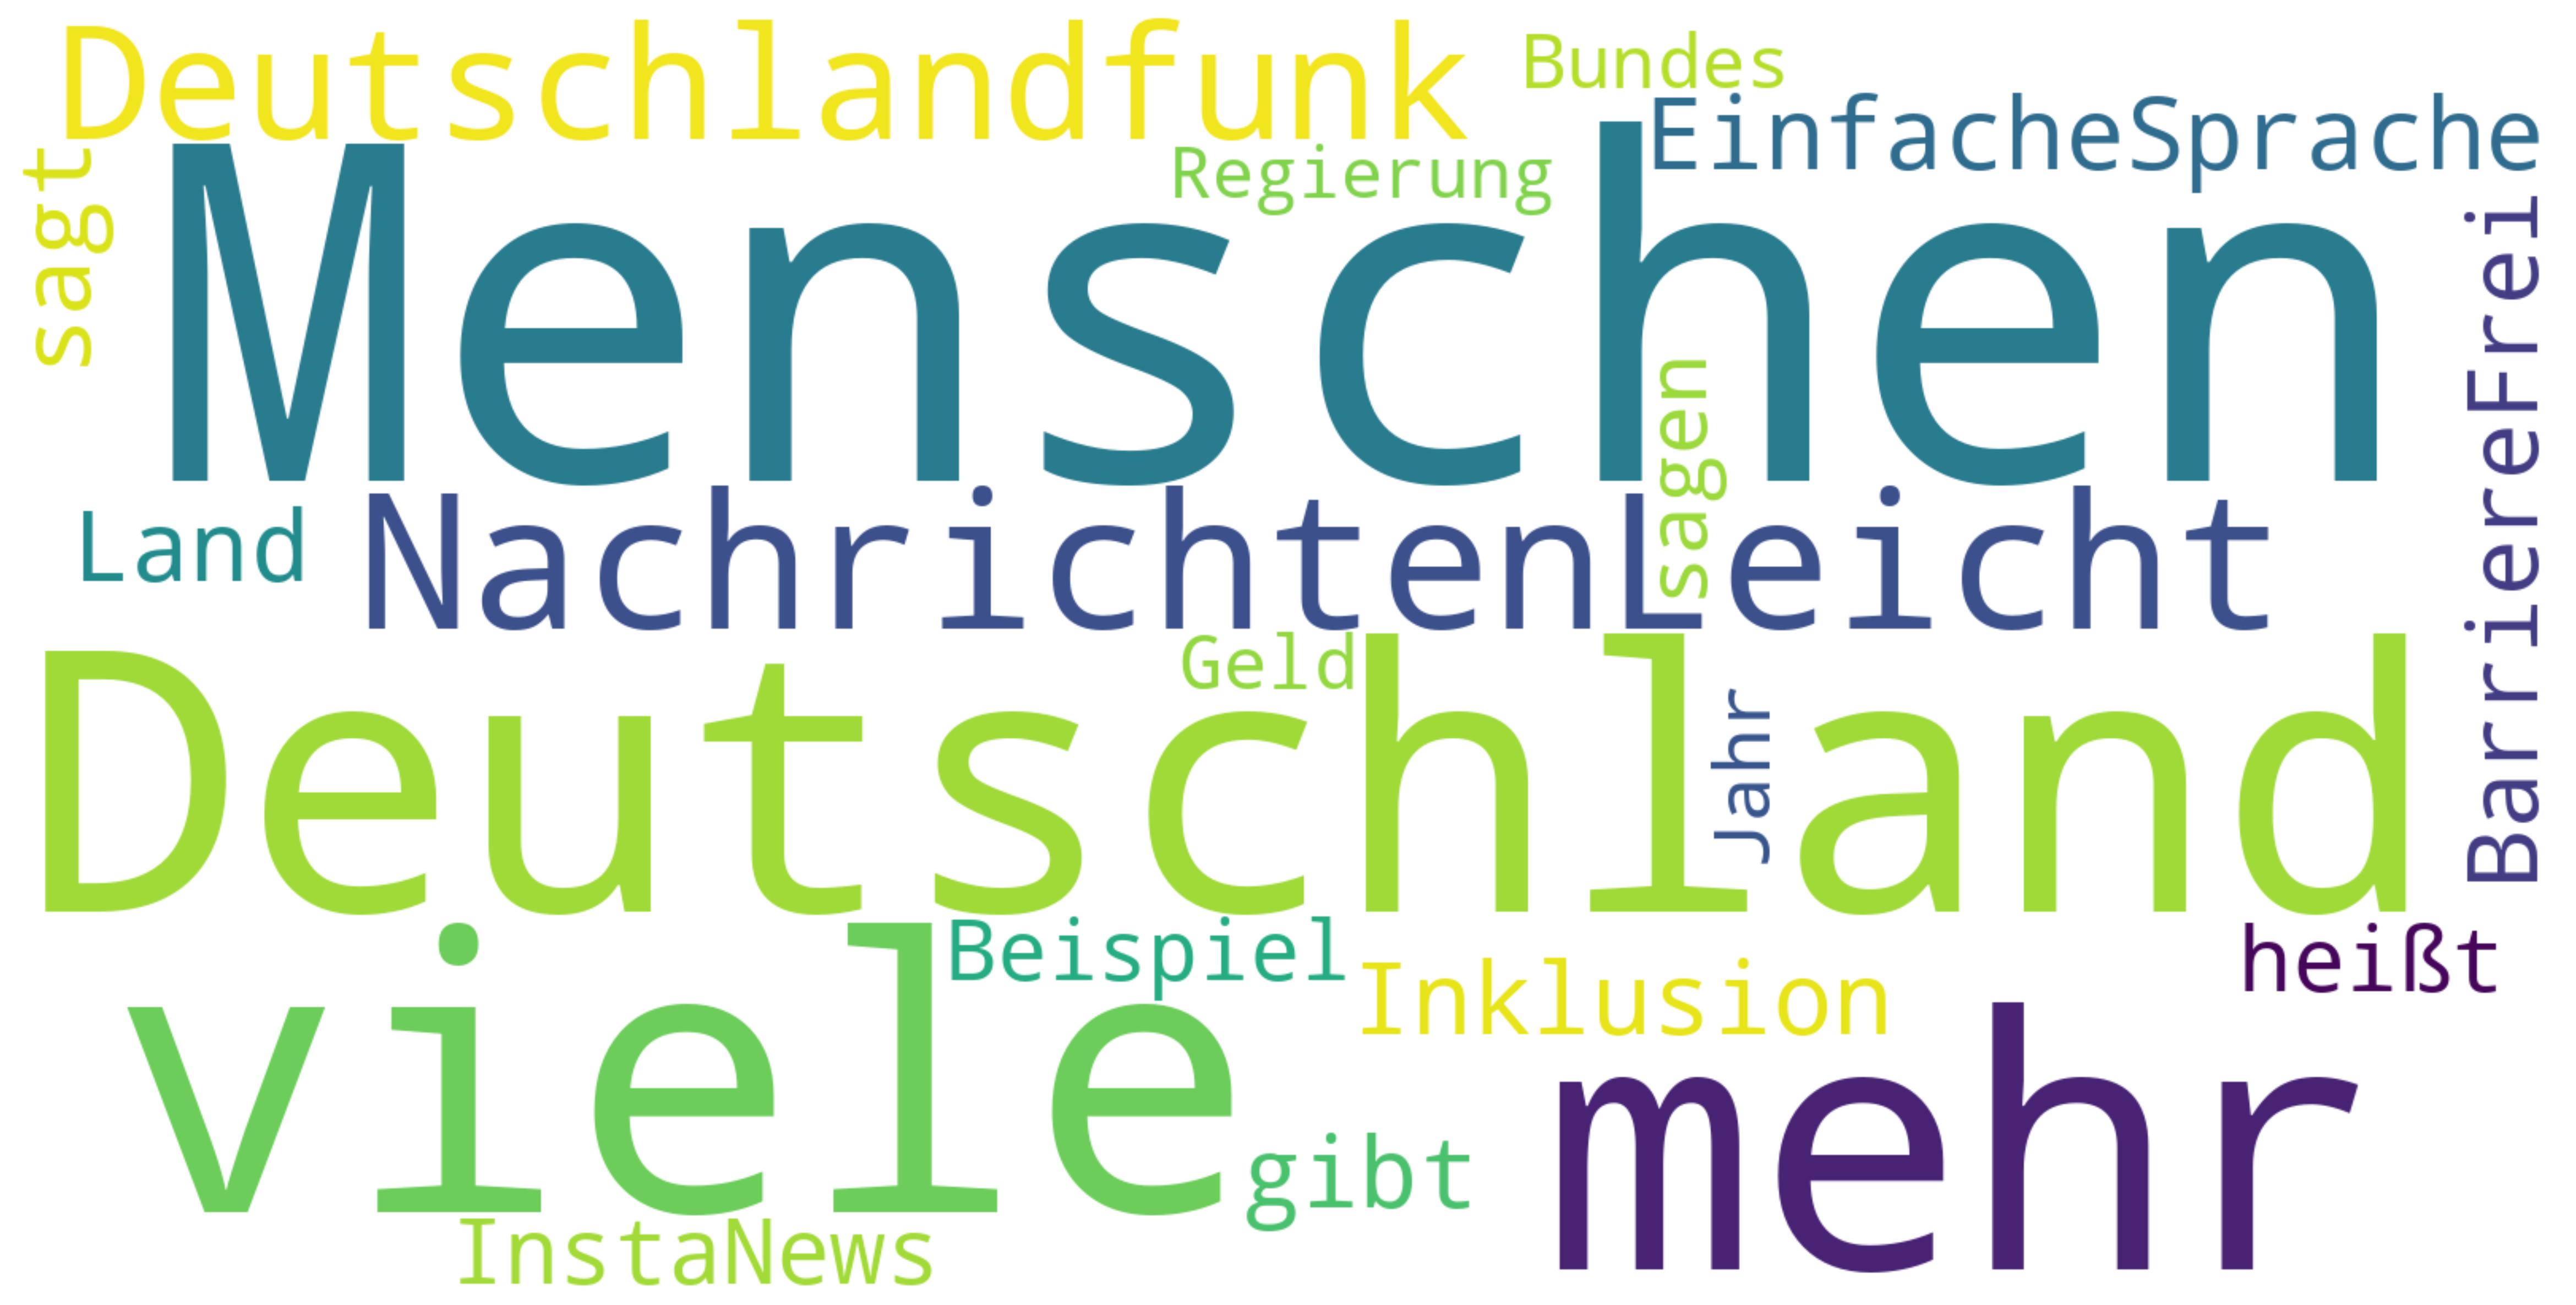 Deutschlandfunk
Bundes
EinfacheSprache
sagt
Regierung
Menschen
BarriereFrei
sagen
Land
NachrichtenLeicht
Geld
Deutschland
Jahr
viele
Beispiel
Inklusion
heißt
mehr
gibt
InstaNews